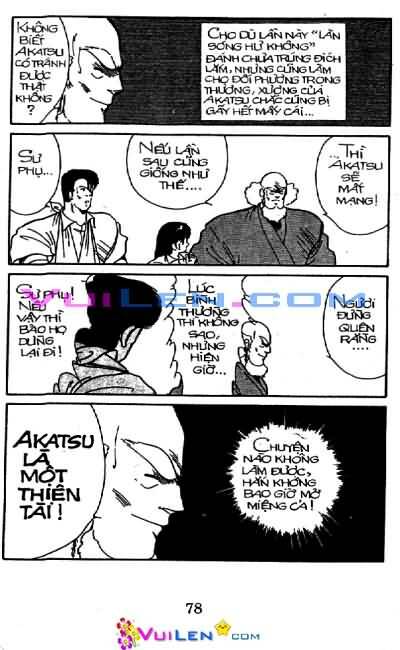 KHÔNG
BIẾT
AKATSU
CÓ TRÁNH
ĐƯỢC
THẬT
KHÔNG
?
CHO DÙ LẦN NÀY "LÀN
SÓNG HƯ KHÔNG"
ĐÁNH CHƯA TRÚNG ĐÍCH
LẮM, NHƯNG CŨNG LÀM
CHO ĐỐI PHƯƠNG TRỌNG
THƯƠNG, XƯƠNG CỦA
AKATSU CHẮC CŨNG BỊ
GÃY HẾT MẤY CÁI...
SƯ
PHỤ...
NẾU LẦN
SAU CŨNG
GIỐNG NHƯ
THẾ....
...THÌ
AKATSU
SẼ
MẤT
MẠNG!
SƯ PHỤ!
NẾU
VẬY THÌ
BẢO HỌ
DỪNG
LẠI ĐI!
LÚC
BÌNH
THƯỜNG
THÌ KHÔNG
SAO,
NHƯNG
HIỆN
GIỜ...
NGƯƠI
ĐỪNG
QUÊN
RẰNG
....
VUILEN.COM
AKATSU
LÀ
MỘT
THIÊN
TÀI!
CHUYỆN
NÀO KHÔNG
LÀM ĐƯỢC,
HẮN KHÔNG
BAO GIỜ MỞ
MIỆNG CẢ!
78
VUILEN.COM